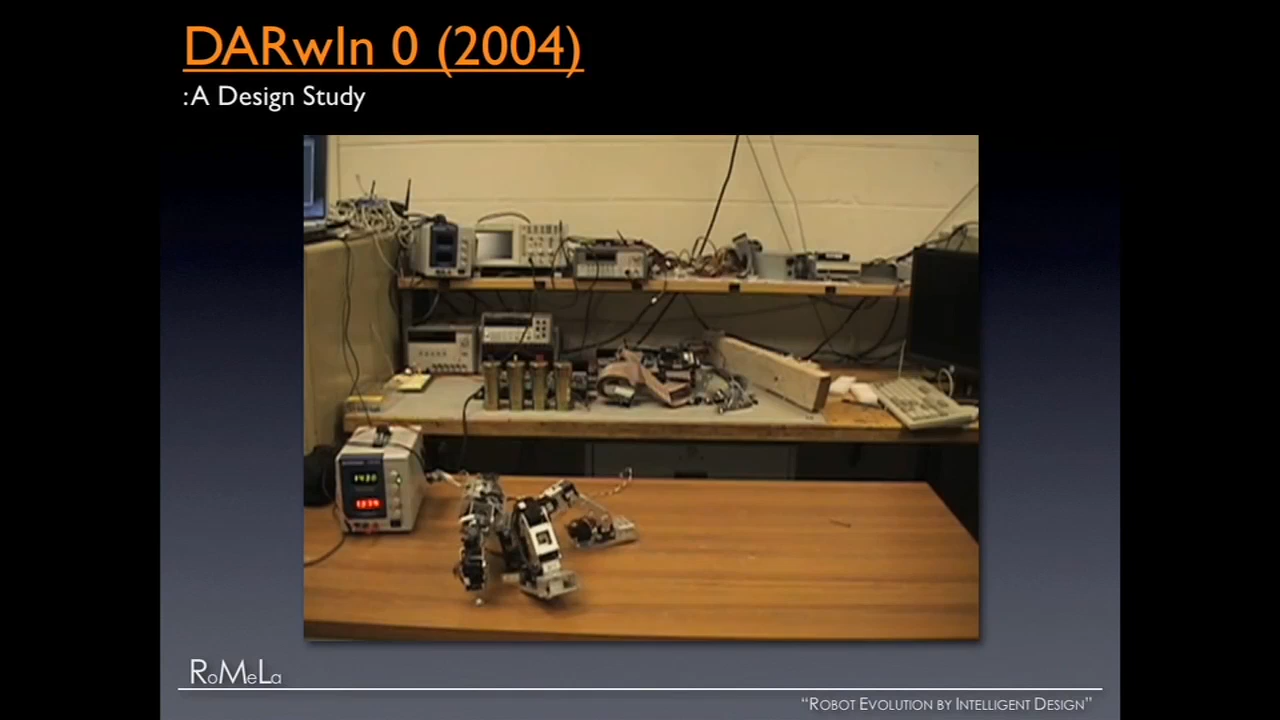 DARwIn 0 (2004)
:A Design Study
RoMeLa
“ROBOT EVOLUTION BY INTELLIGENT DESIGN”